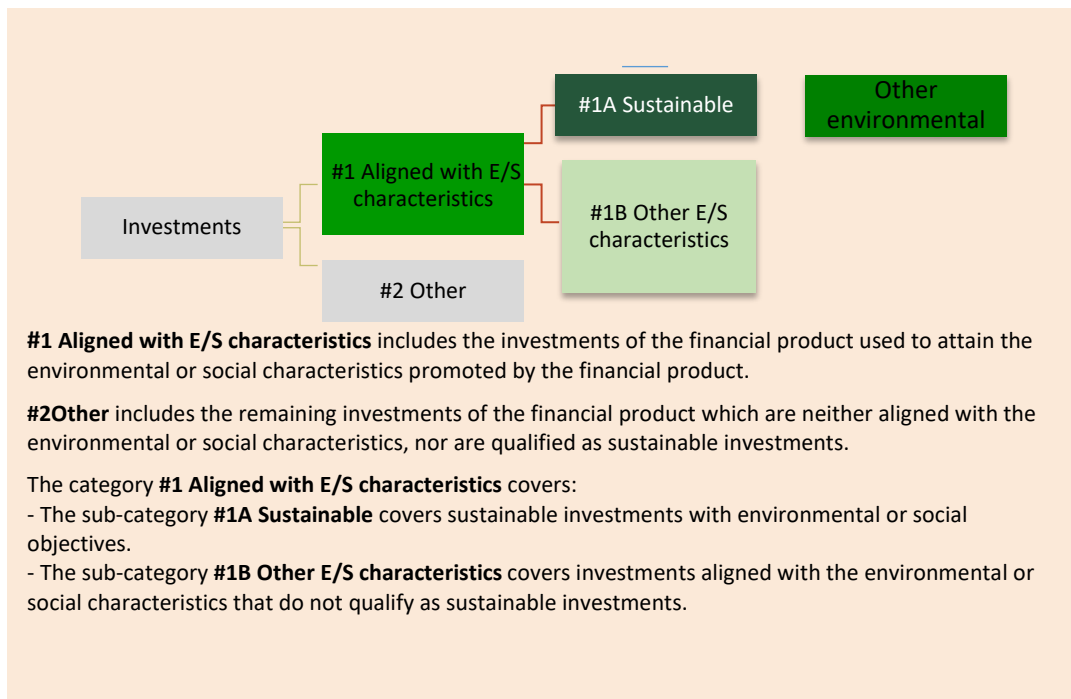 #1A Sustainable
Other
environmental
#1 Aligned with E/S
characteristics
#1B Other E/S
characteristics
Investments
#2 Other
#1 Aligned with E/S characteristics includes the investments of the financial product used to attain the
environmental or social characteristics promoted by the financial product.
#2Other includes the remaining investments of the financial product which are neither aligned with the
environmental or social characteristics, nor are qualified as sustainable investments.
The category #1 Aligned with E/S characteristics covers:
- The sub-category #1A Sustainable covers sustainable investments with environmental or social
objectives.
- The sub-category #1B Other E/S characteristics covers investments aligned with the environmental or
social characteristics that do not qualify as sustainable investments.